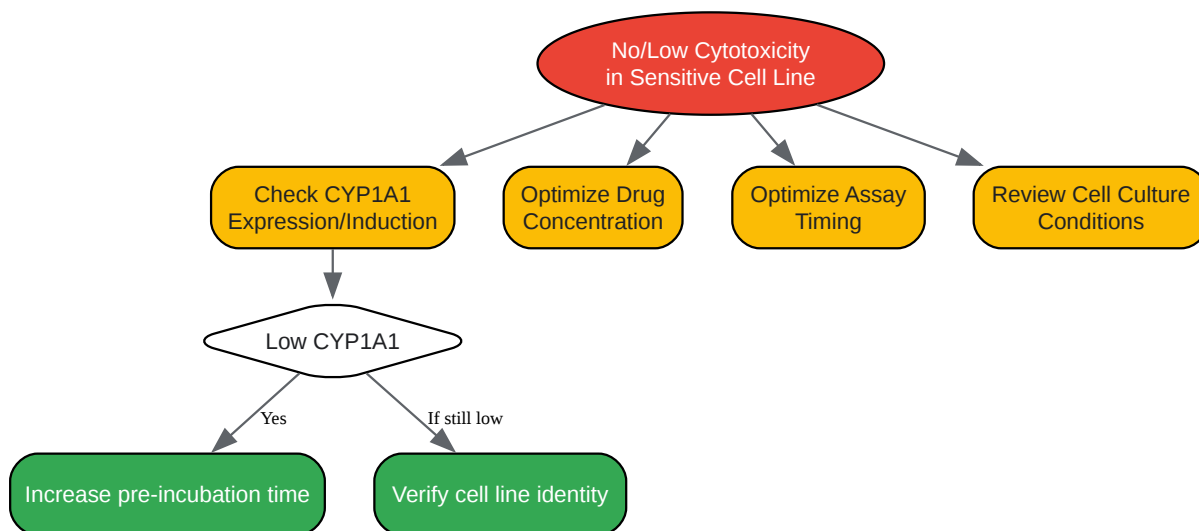 No/Low Cytotoxicity
in Sensitive Cell Line
Check CYP1A1
Expression/Induction
Optimize Drug
Concentration
Optimize Assay
Timing
Review Cell Culture
Conditions
Low CYP1A1
Yes
If still low
Increase pre-incubation time
Verify cell line identity